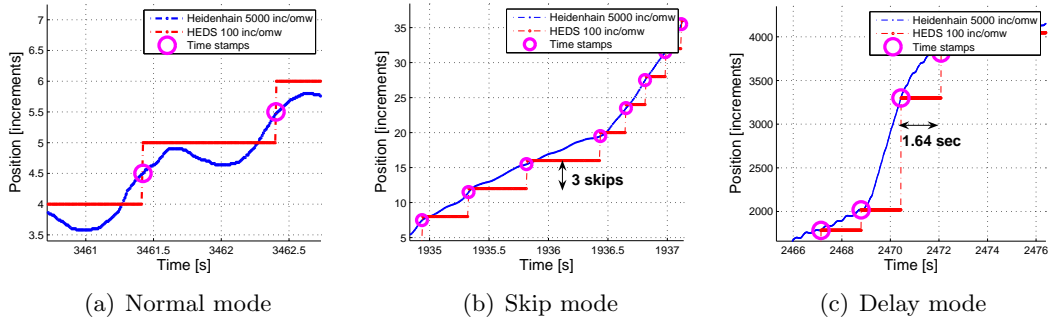 7
6.5
6
5.5
5
4.5
4
3.5
Position [increments]
3461
3461.5
3462
3462.5
Time [s]
Heidenhain 5000 inc/omw
HEDS 100 inc/omw
Time stamps
(a) Normal mode
35
30
25
20
15
10
5
Position [increments]
1935
1935.5
1936
1936.5
1937
Time [s]
Heidenhain 5000 inc/omw
HEDS 100 inc/omw
Time stamps
3 skips
(b) Skip mode
4000
3500
3000
2500
2000
Position [increments]
2466
2468
2470
2472
2474
2476
Time [s]
Heidenhain 5000 inc/omw
HEDS 100 inc/omw
Time stamps
1.64 sec
(c) Delay mode